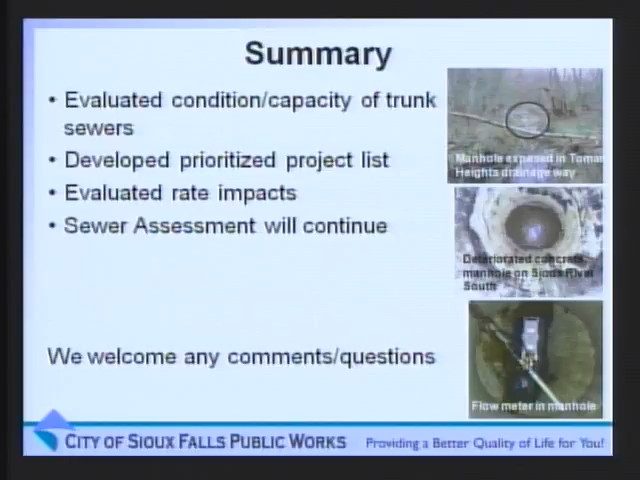 Summary
• Evaluated condition/capacity of trunk
sewers
• Developed prioritized project list
• Evaluated rate impacts
• Sewer Assessment will continue
We welcome any comments/questions
Manhole exposed in Tomar
Heights drainage way
Deteriorated concrete
manhole on Sioux River
South
Flow meter in manhole
CITY OF SIOUX FALLS PUBLIC WORKS
Providing a Better Quality of Life for You!